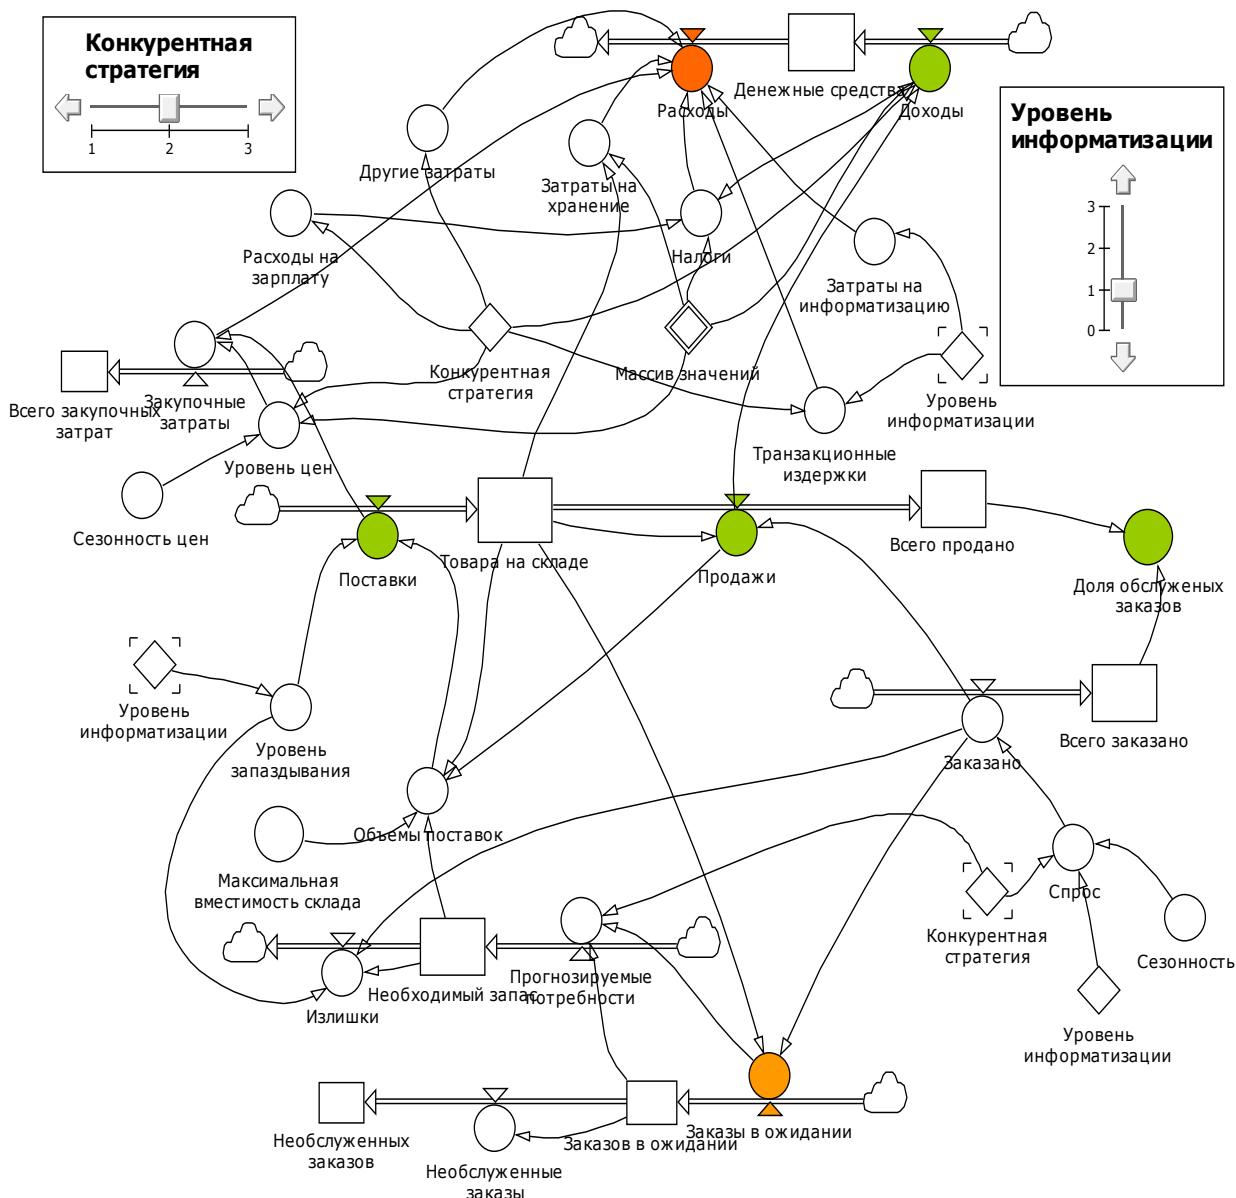 Конкурентная
стратегия
1 2 3
Уровень
информатизации
3
2
1
0
Денежные средства
Расходы
Доходы
Другие затраты
Затраты на
хранение
Расходы на
зарплату
Налоги
Затраты на
информатизацию
Конкурентная
стратегия
Массив значений
Уровень
информатизации
Всего закупочных
затрат
Закупочные
затраты
Уровень цен
Транзакционные
издержки
Сезонность цен
Поставки
Товара на складе
Продажи
Всего продано
Доля обслуженых
заказов
Уровень
информатизации
Уровень
запаздывания
Заказано
Всего заказано
Объемы поставок
Максимальная
вместимость склада
Спрос
Конкурентная
стратегия
Сезонность
Излишки
Необходимый запас
Прогнозируемые
потребности
Уровень
информатизации
Необслуженных
заказов
Необслуженные
заказы
Заказов в ожидании
Заказы в ожидании